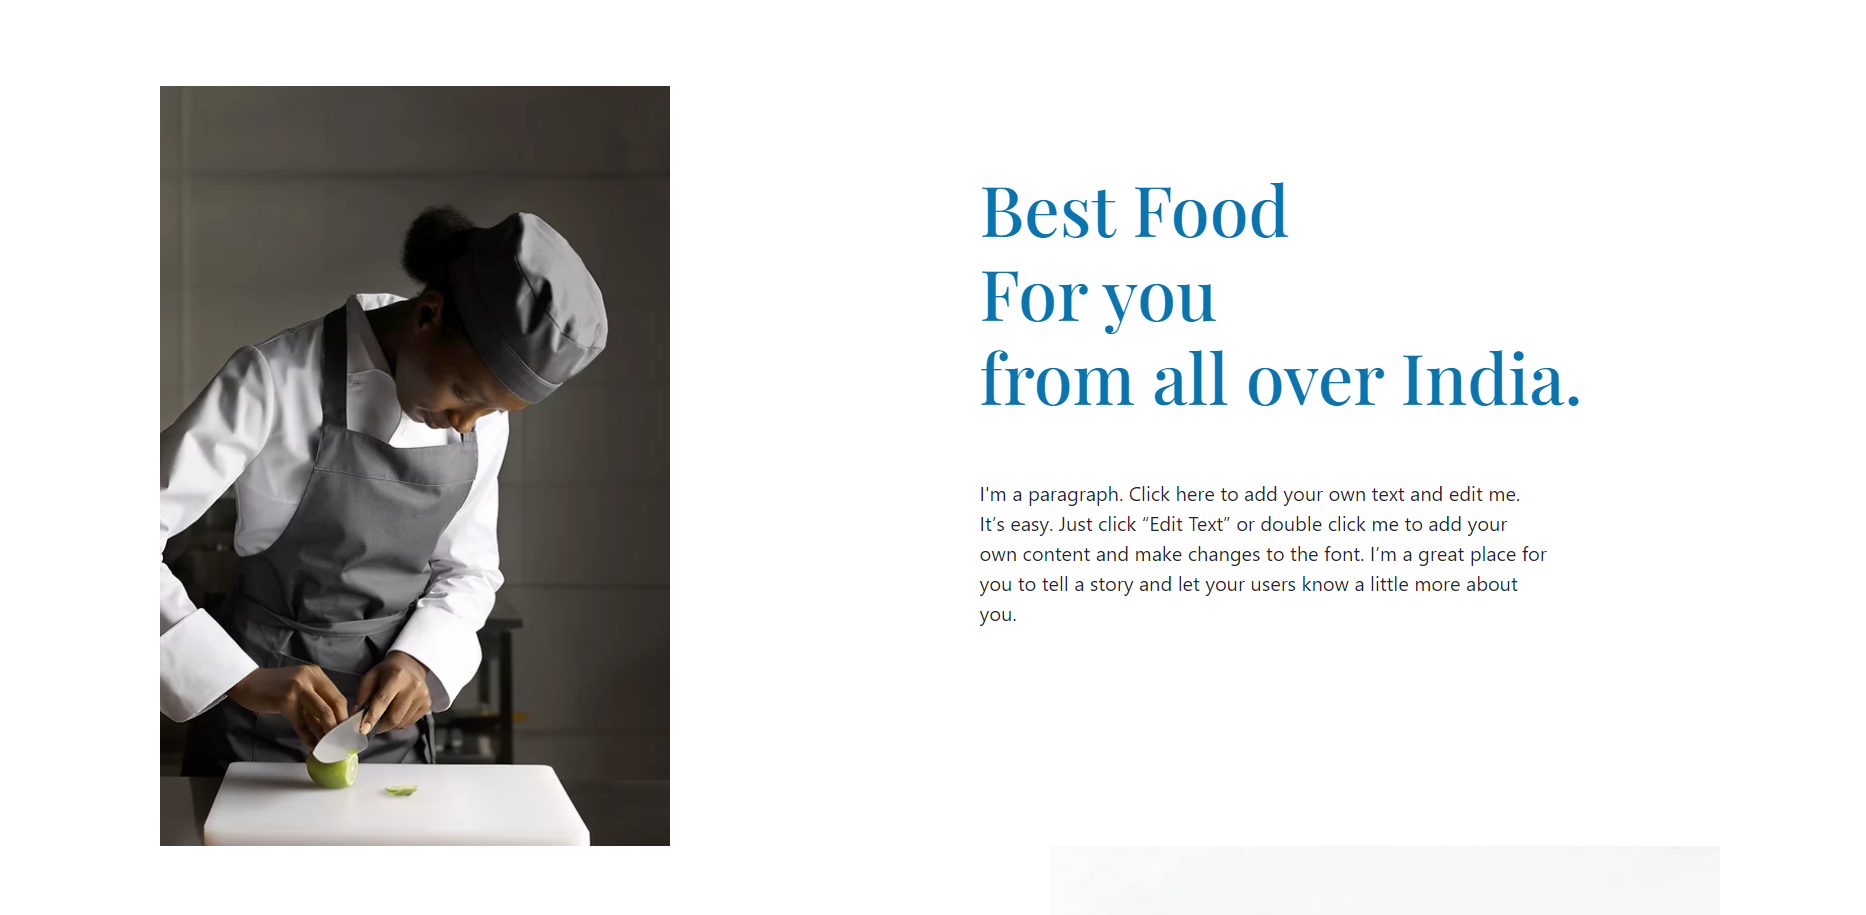 Best Food
For you
from all over India.
I'm a paragraph. Click here to add your own text and edit me.
It’s easy. Just click “Edit Text” or double click me to add your
own content and make changes to the font. I’m a great place for
you to tell a story and let your users know a little more about
you.